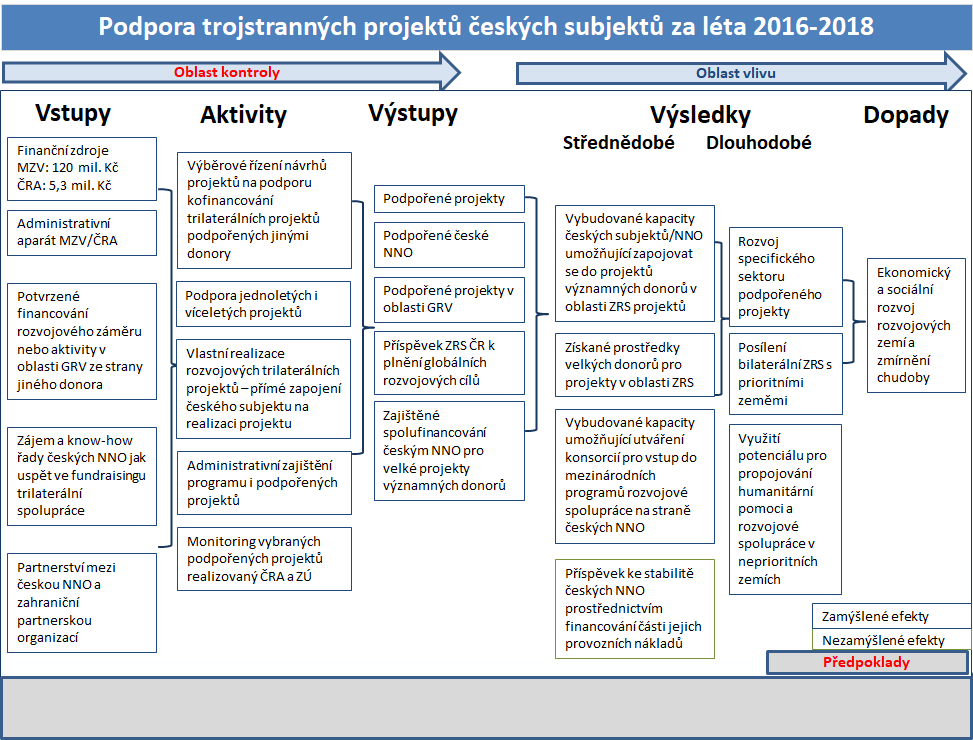 Podpora trojstranných projektů českých subjektů za léta 2016-2018
Oblast kontroly
Oblast vlivu
Vstupy
Finanční zdroje
MZV: 120 mil. Kč
ČRA: 5,3 mil. Kč
Administrativní
aparát MZV/ČRA
Potvrzené
financování
rozvojového záměru
nebo aktivity v
oblasti GRV ze strany
jiného donora
Zájem a know-how
řady českých NNO jak
uspět ve fundraisingu
trilaterální
spolupráce
Partnerství mezi
českou NNO a
zahraniční
partnerskou
organizací
Aktivity
Výběrové řízení návrhů
projektů na podporu
kofinancování
trilaterálních projektů
podpořených jinými
donory
Podpora jednoletých i
víceletých projektů
Vlastní realizace
rozvojových trilaterálních
projektů – přímé zapojení
českého subjektu na
realizaci projektu
Administrativní zajištění
programu i podpořených
projektů
Monitoring vybraných
podpořených projektů
realizovaný ČRA a ZÚ
Výstupy
Podpořené projekty
Podpořené české
NNO
Podpořené projekty v
oblasti GRV
Příspěvek ZRS ČR k
plnění globálních
rozvojových cílů
Zajištěné
spolufinancování
českým NNO pro
velké projekty
významných donorů
Výsledky
Střednědobé
Vybudované kapacity
českých subjektů/NNO
umožňující zapojovat
se do projektů
významných donorů v
oblasti ZRS projektů
Získané prostředky
velkých donorů pro
projekty v oblasti ZRS
Vybudované kapacity
umožňující utváření
konsorcií pro vstup do
mezinárodních
programů rozvojové
spolupráce na straně
českých NNO
Příspěvek ke stabilitě
českých NNO
prostřednictvím
financování části jejich
provozních nákladů
Dlouhodobé
Rozvoj
specifického
sektoru
podpořeného
projekty
Posílení
bilaterální ZRS s
prioritními
zeměmi
Využití
potenciálu pro
propojování
humanitární
pomoci a
rozvojové
spolupráce v
neprioritních
zemích
Dopady
Ekonomický
a sociální
rozvoj
rozvojových
zemí a
zmírnění
chudoby
Zamýšlené efekty
Nezamýšlené efekty
Předpoklady